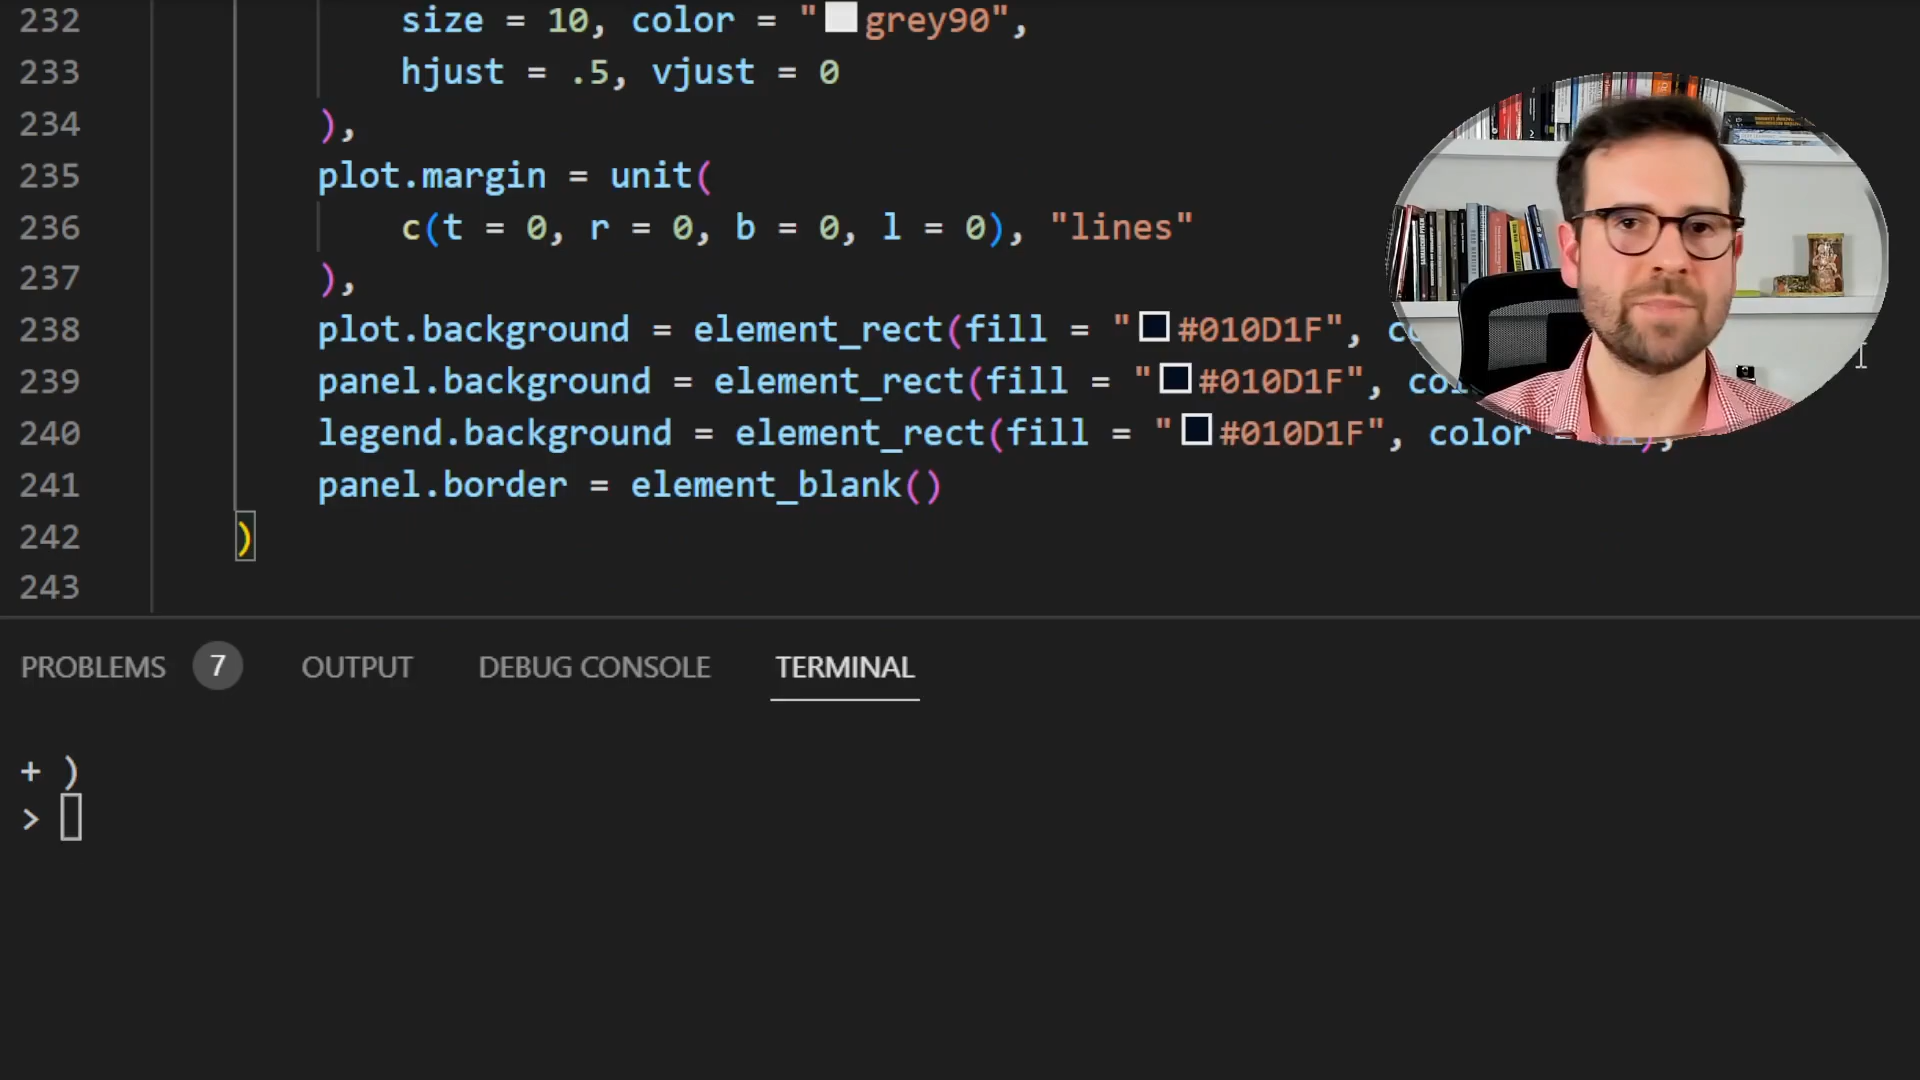 232 size = 10, color = "grey90",
233 hjust = .5, vjust = 0
234 ),
235 plot.margin = unit(
236 c(t = 0, r = 0, b = 0, l = 0), "lines"
237 ),
238 plot.background = element_rect(fill = "#010D1F",
239 panel.background = element_rect(fill = "#010D1F",
240 legend.background = element_rect(fill = "#010D1F", color
241 panel.border = element_blank()
242 )
243
PROBLEMS 7 OUTPUT DEBUG CONSOLE TERMINAL
+ )
>